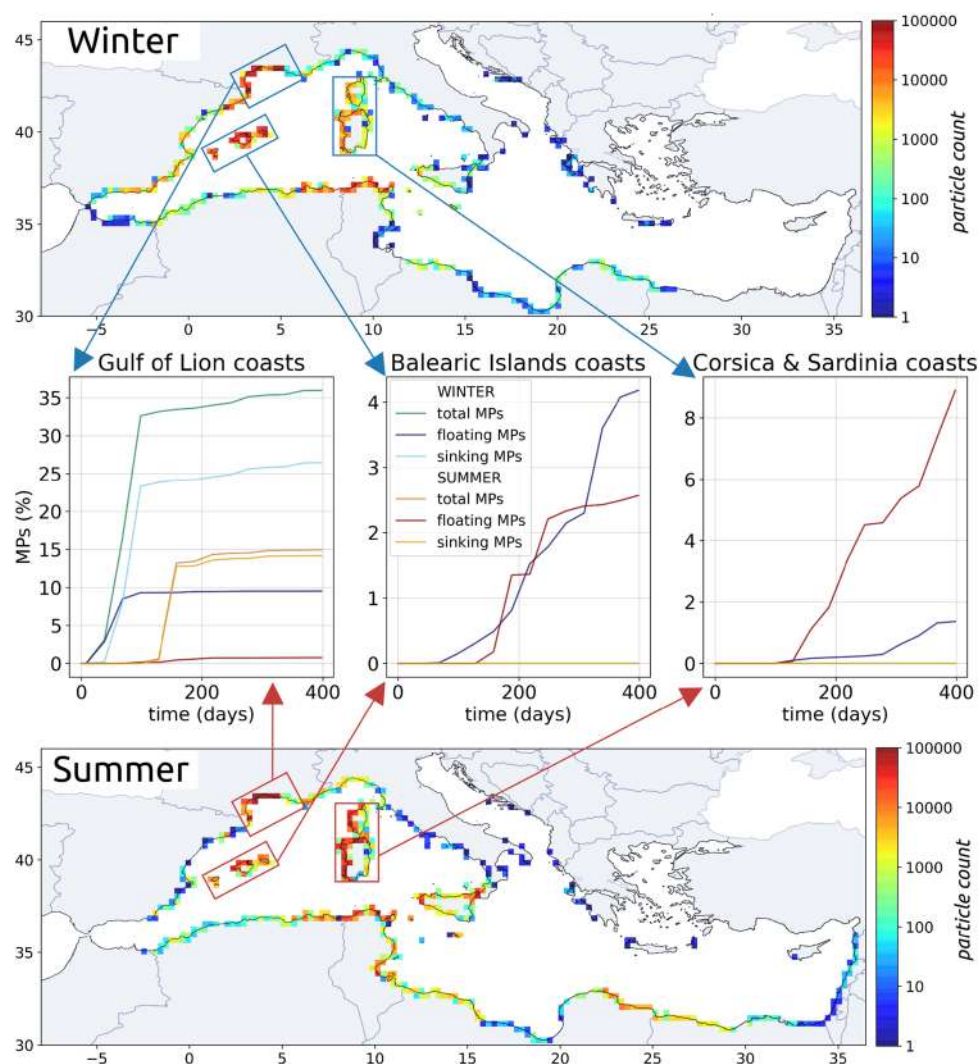 Winter
45
40
35
30
−5 0 5 10 15 20 25 30 35
100000
10000
1000
100
10
1
particle count
Gulf of Lion coasts
MPs (%)
35
30
25
20
15
10
5
0
0 200 400
time (days)
Balearic Islands coasts
4
3
2
1
0
WINTER
total MPs
floating MPs
sinking MPs
SUMMER
total MPs
floating MPs
sinking MPs
0 200 400
time (days)
Corsica & Sardinia coasts
8
6
4
2
0
0 200 400
time (days)
Summer
45
40
35
30
−5 0 5 10 15 20 25 30 35
100000
10000
1000
100
10
1
particle count